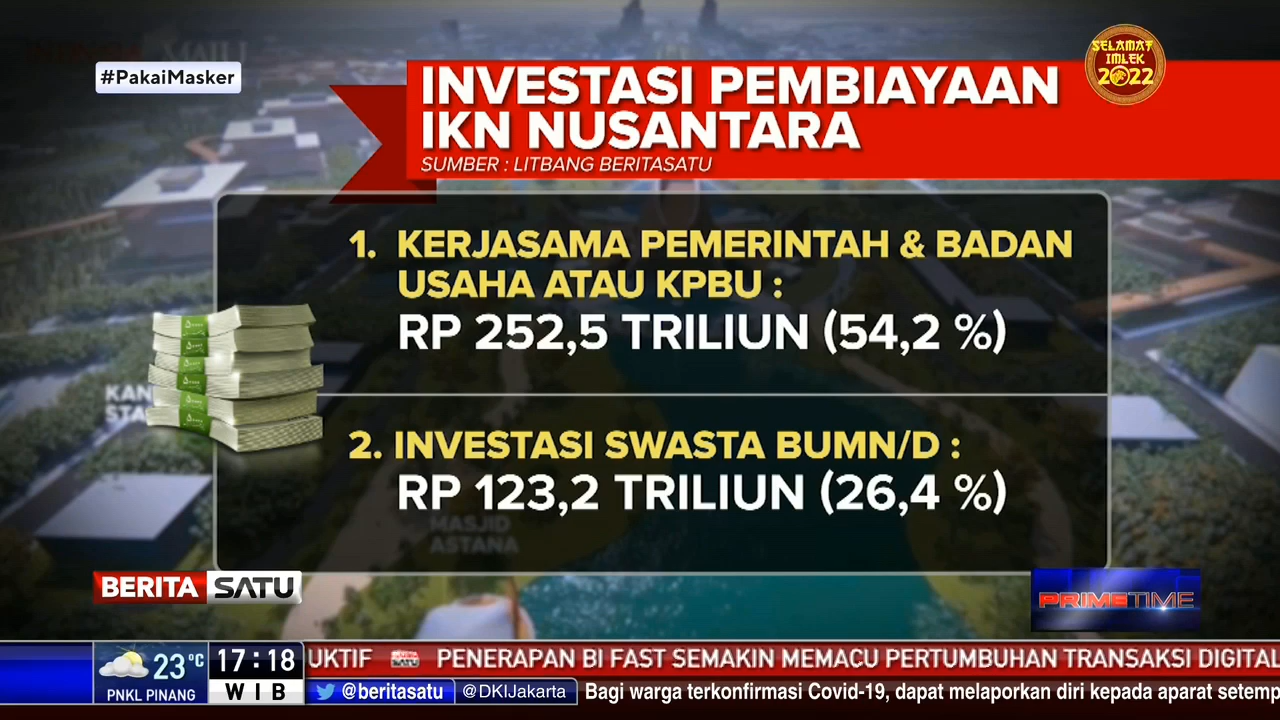 #PakaiMasker
SELAMAT
IMLEK
2022
INVESTASI PEMBIAYAAN
IKN NUSANTARA
SUMBER : LITBANG BERITASATU
1. KERJASAMA PEMERINTAH & BADAN
USAHA ATAU KPBU :
RP 252,5 TRILIUN (54,2 %)
2. INVESTASI SWASTA BUMN/D :
RP 123,2 TRILIUN (26,4 %)
MASJID
ASTANA
BERITA SATU
PRIMETIME
23°C
PNKL PINANG
17:18
WIB
UKTIF
PENERAPAN BI FAST SEMAKIN MEMACU PERTUMBUHAN TRANSAKSI DIGITAL
@beritasatu
@DKIJakarta
Bagi warga terkonfirmasi Covid-19, dapat melaporkan diri kepada aparat setemp